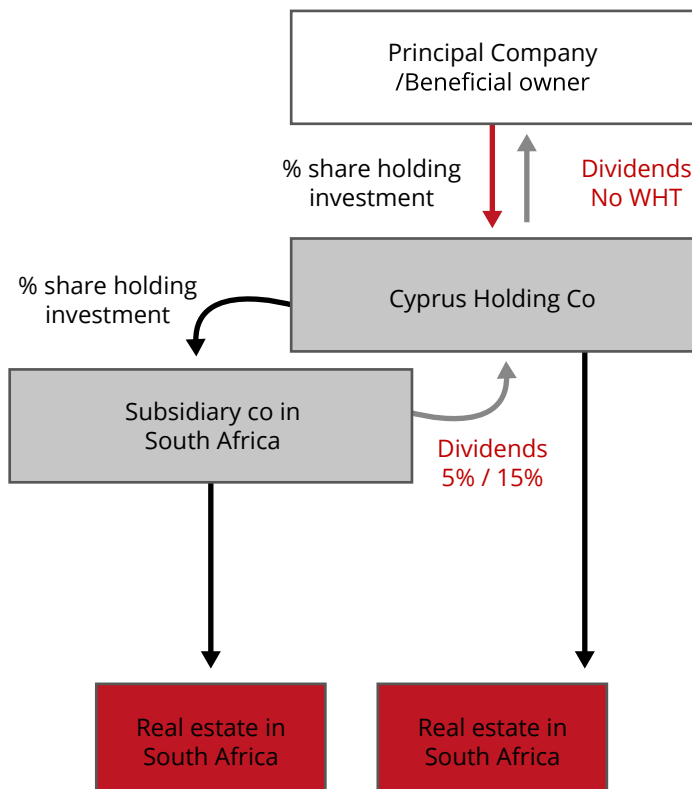 Principal Company
/Beneficial owner
% share holding
investment
Dividends
No WHT
% share holding
investment
Cyprus Holding Co
Subsidiary co in
South Africa
Dividends
5% / 15%
Real estate in
South Africa
Real estate in
South Africa